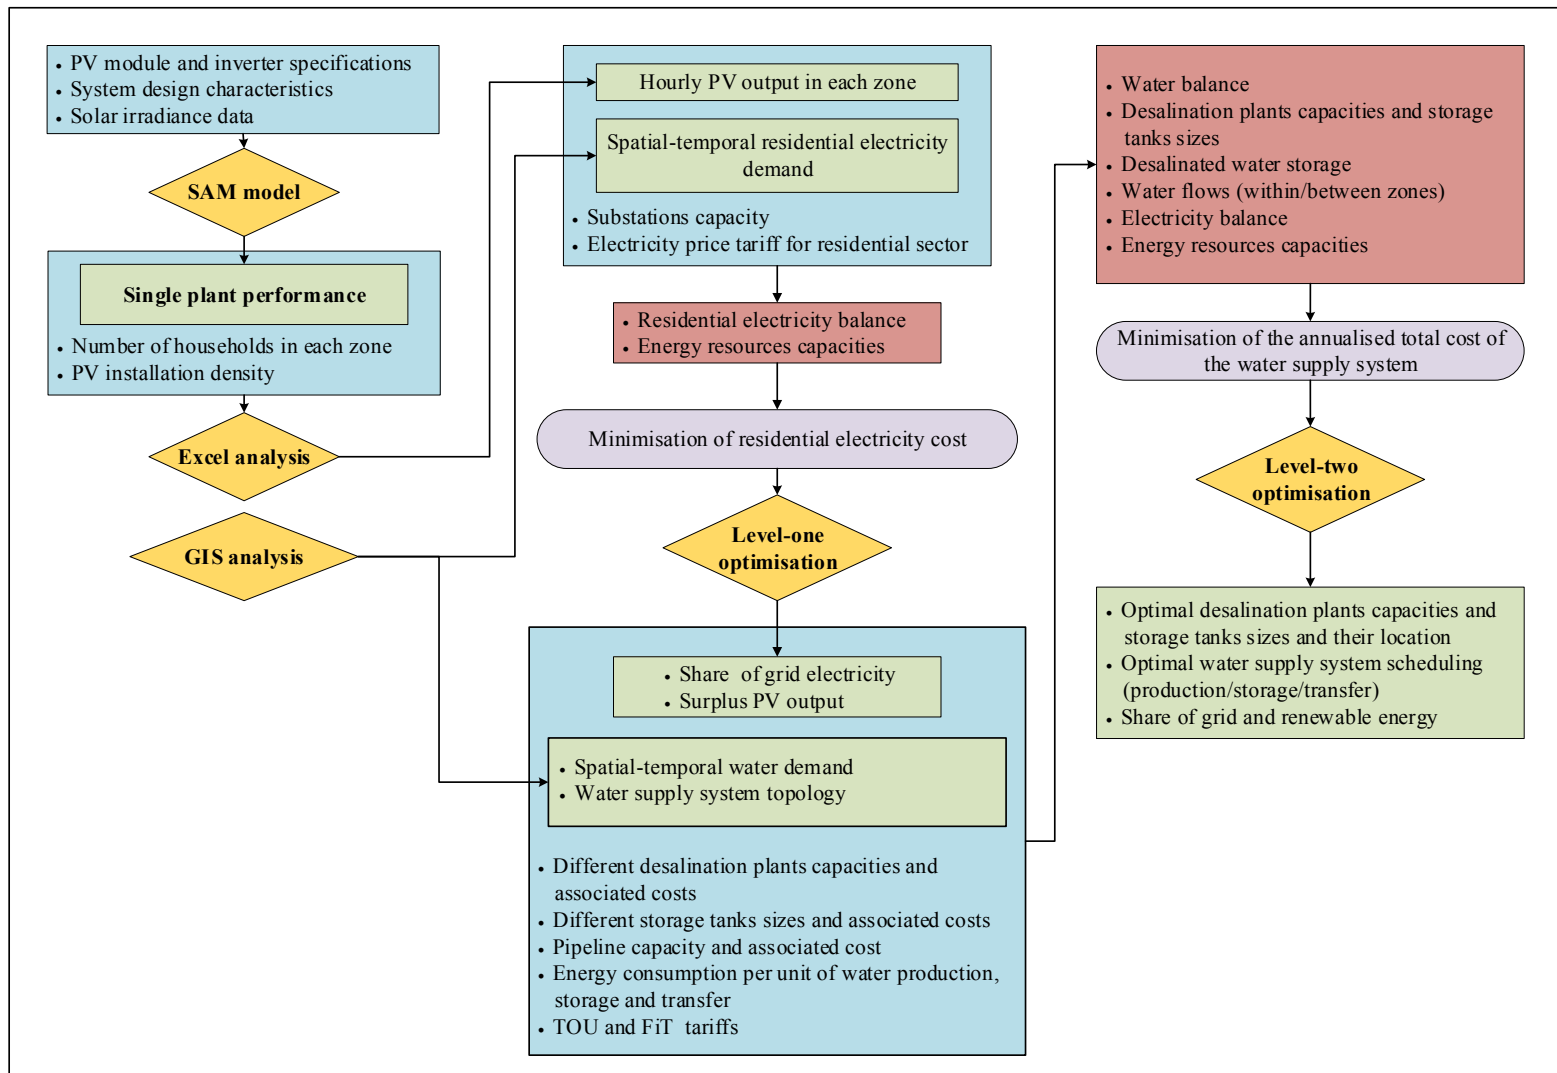 • PV module and inverter specifications
• System design characteristics
• Solar irradiance data
SAM model
Single plant performance
• Number of households in each zone
• PV installation density
Excel analysis
GIS analysis
Hourly PV output in each zone
Spatial-temporal residential electricity
demand
• Substations capacity
• Electricity price tariff for residential sector
• Residential electricity balance
• Energy resources capacities
Minimisation of residential electricity cost
Level-one
optimisation
• Share of grid electricity
• Surplus PV output
• Spatial-temporal water demand
• Water supply system topology
• Different desalination plants capacities and
associated costs
• Different storage tanks sizes and associated costs
• Pipeline capacity and associated cost
• Energy consumption per unit of water production,
storage and transfer
• TOU and FiT tariffs
• Water balance
• Desalination plants capacities and storage
tanks sizes
• Desalinated water storage
• Water flows (within/between zones)
• Electricity balance
• Energy resources capacities
Minimisation of the annualised total cost of
the water supply system
Level-two
optimisation
• Optimal desalination plants capacities and
storage tanks sizes and their location
• Optimal water supply system scheduling
(production/storage/transfer)
• Share of grid and renewable energy